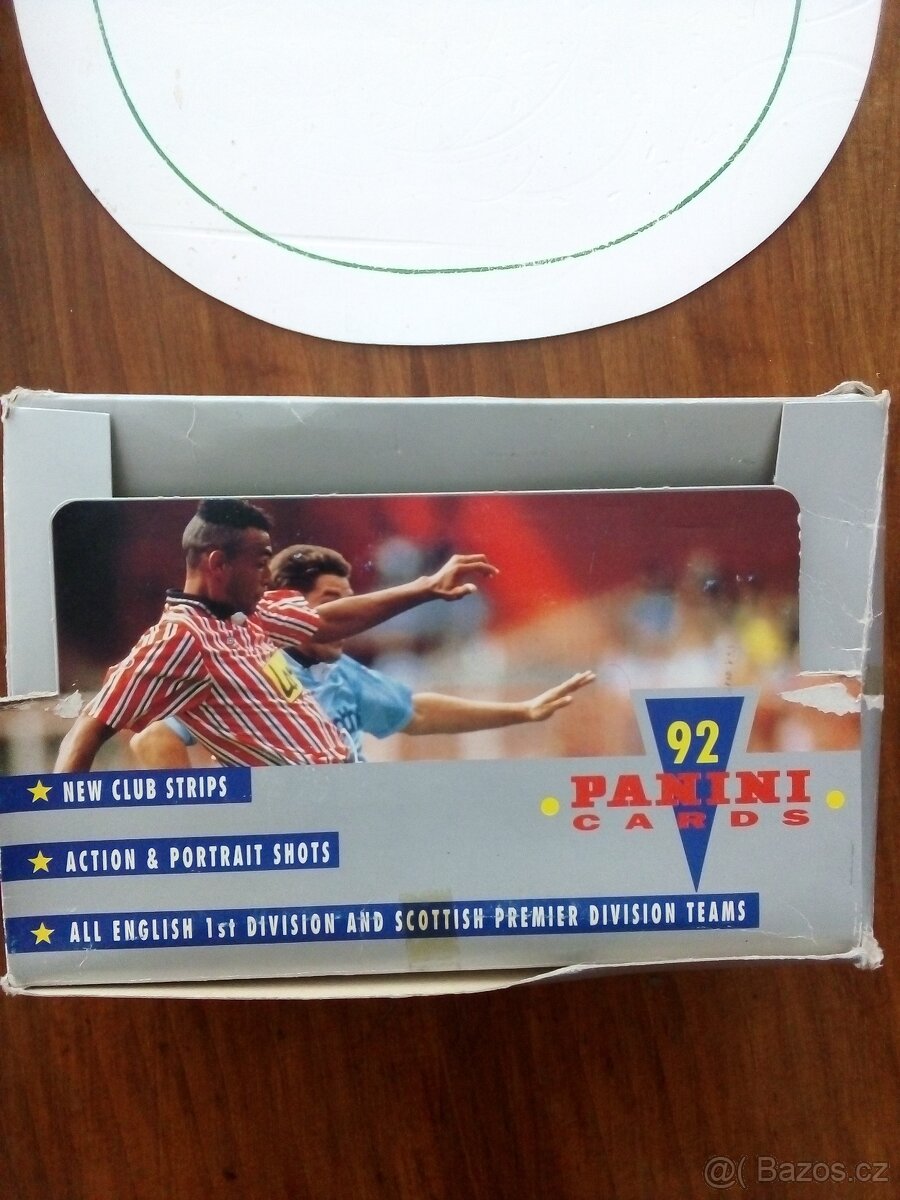 92
PANINI
CARDS
NEW CLUB STRIPS
ACTION & PORTRAIT SHOTS
ALL ENGLISH 1st DIVISION AND SCOTTISH PREMIER DIVISION TEAMS
@( Bazos.cz